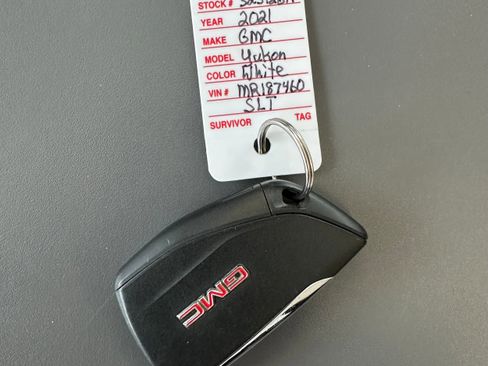 STOCK #
YEAR 2021
MAKE GMC
MODEL Yukon
COLOR White
VIN # MR187460
SLT
SURVIVOR TAG
GMC